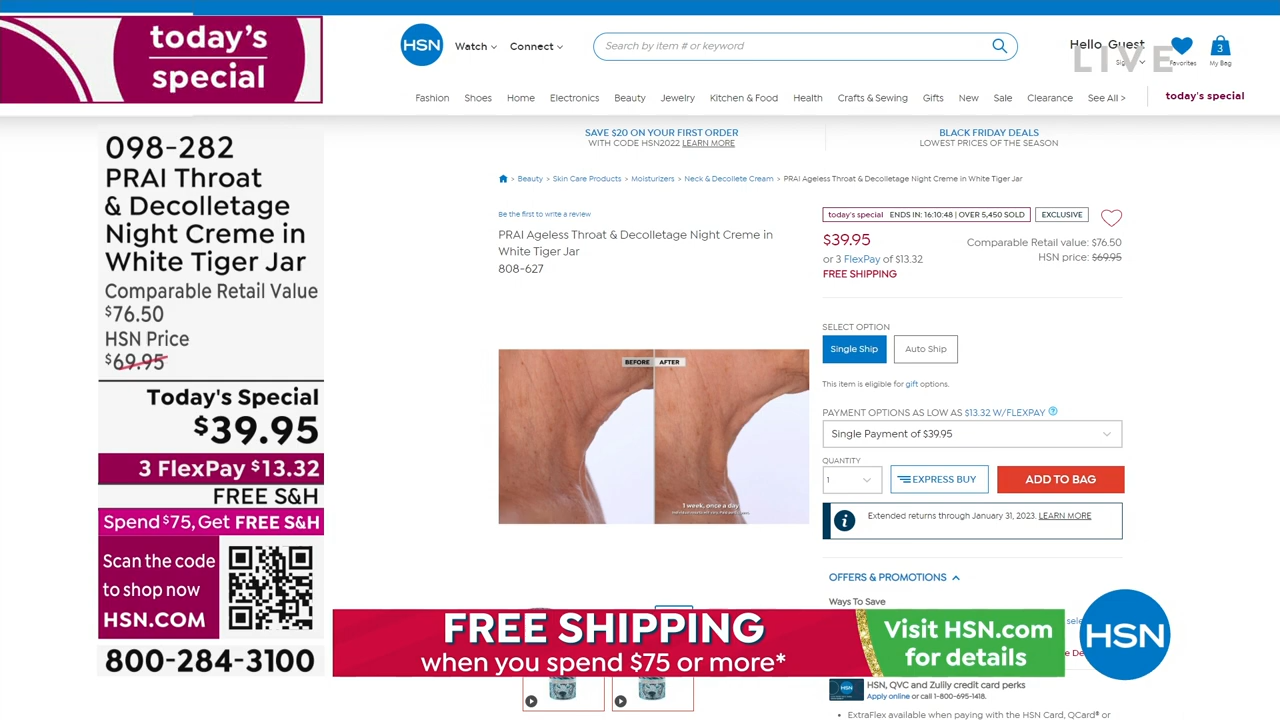 today's
special
098-282
PRAI Throat
& Decolletage
Night Creme in
White Tiger Jar
Comparable Retail Value
$76.50
HSN Price
$69.95
Today's Special
$39.95
3 FlexPay $13.32
FREE S&H
Spend $75, Get FREE S&H
Scan the code
to shop now
HSN.COM
800-284-3100
HSN
Watch
Connect
Search by item # or keyword
Hello, Guest
LIVE
Favorites
3
My Bag
Fashion Shoes Home Electronics Beauty Jewelry Kitchen & Food Health Crafts & Sewing Gifts New Sale Clearance See All >
today's special
SAVE $20 ON YOUR FIRST ORDER
WITH CODE HSN2022 LEARN MORE
BLACK FRIDAY DEALS
LOWEST PRICES OF THE SEASON
> Beauty > Skin Care Products > Moisturizers > Neck & Decollete Cream > PRAI Ageless Throat & Decolletage Night Creme in White Tiger Jar
Be the first to write a review
PRAI Ageless Throat & Decolletage Night Creme in
White Tiger Jar
808-627
BEFORE
AFTER
1 week, once a day
today's special ENDS IN: 16:10:48 | OVER 5,450 SOLD
EXCLUSIVE
$39.95
Comparable Retail value: $76.50
or 3 FlexPay of $13.32
HSN price: $69.95
FREE SHIPPING
SELECT OPTION
Single Ship
Auto Ship
This item is eligible for gift options.
PAYMENT OPTIONS AS LOW AS $13.32 W/FLEXPAY ?
Single Payment of $39.95
QUANTITY
1
EXPRESS BUY
ADD TO BAG
i
Extended returns through January 31, 2023. LEARN MORE
OFFERS & PROMOTIONS
Ways To Save
FREE SHIPPING
when you spend $75 or more*
Visit HSN.com
for details
HSN
HSN, QVC and Zulily credit card perks
Apply online or call 1-800-695-1418.
• ExtraFlex available when paying with the HSN Card, QCard® or